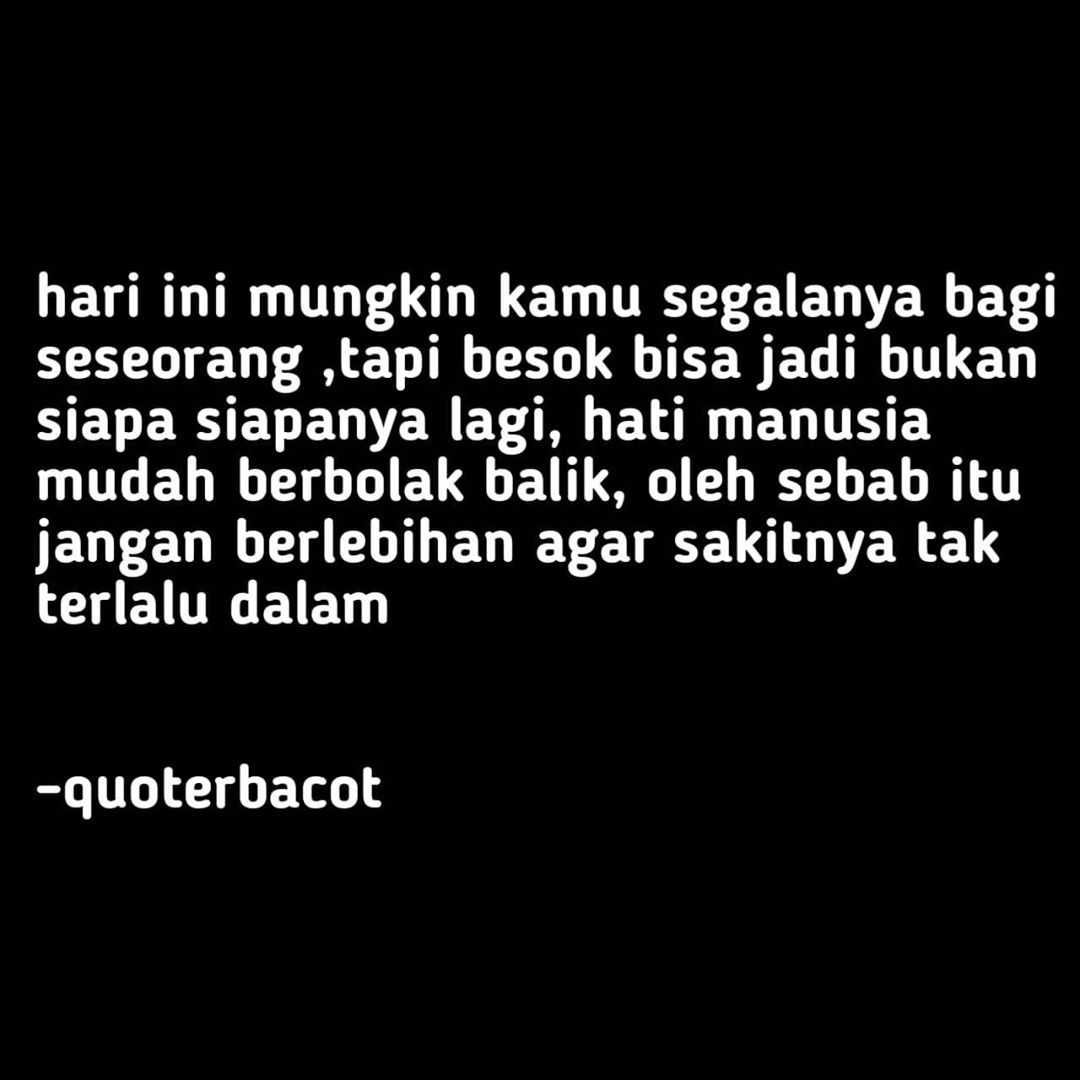 hari ini mungkin kamu segalanya bagi
seseorang ,tapi besok bisa jadi bukan
siapa siapanya lagi, hati manusia
mudah berbolak balik, oleh sebab itu
jangan berlebihan agar sakitnya tak
terlalu dalam
-quoterbacot